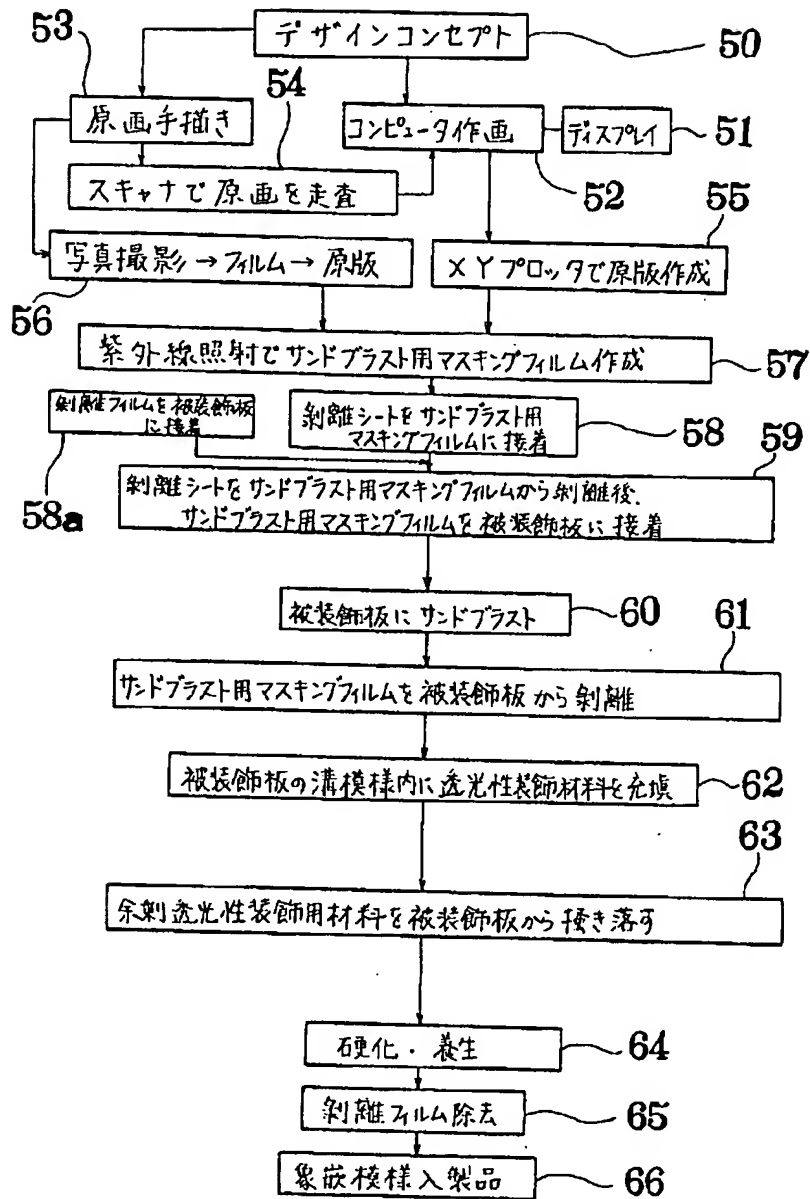 デザインコンセプト
50
53
54
原画手描き
コンピュータ作画
ディスプレイ
51
スキャナで原画を走査
52
55
写真撮影→フィルム→原版
XYプロッタで原版作成
56
紫外線照射でサンドブラスト用マスキングフィルム作成
57
剝離フィルムを被装飾板
に接着
剝離シートをサンドブラスト用
マスキングフィルムに接着
58
59
58a
剝離シートをサンドブラスト用マスキングフィルムから剝離後、
サンドブラスト用マスキングフィルムを被装飾板に接着
被装飾板にサンドブラスト
60
61
サンドブラスト用マスキングフィルムを被装飾板から剝離
被装飾板の溝模様内に透光性装飾材料を充填
62
63
余剰透光性装飾用材料を被装飾板から掻き落す
硬化・養生
64
剝離フィルム除去
65
象嵌模様入製品
66